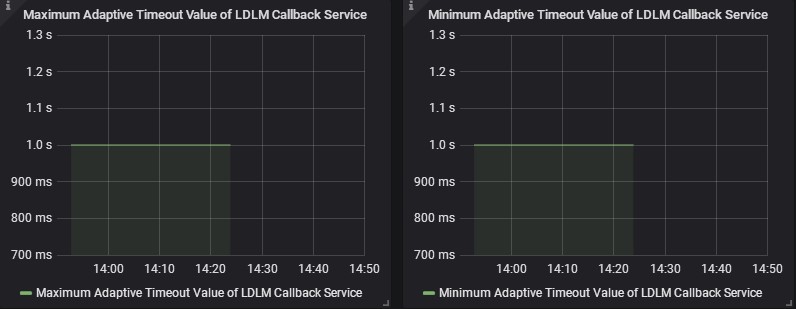 i
Maximum Adaptive Timeout Value of LDLM Callback Service
1.3 s
1.2 s
1.1 s
1.0 s
900 ms
800 ms
700 ms
14:00 14:10 14:20 14:30 14:40 14:50
Maximum Adaptive Timeout Value of LDLM Callback Service
i
Minimum Adaptive Timeout Value of LDLM Callback Service
1.3 s
1.2 s
1.1 s
1.0 s
900 ms
800 ms
700 ms
14:00 14:10 14:20 14:30 14:40 14:50
Minimum Adaptive Timeout Value of LDLM Callback Service